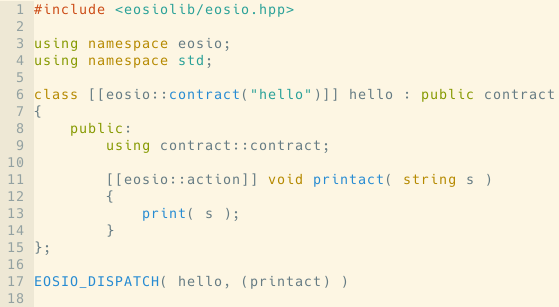 1 #include <eosiolib/eosio.hpp>
2
3 using namespace eosio;
4 using namespace std;
5
6 class [[eosio::contract("hello")]] hello : public contract
7 {
8     public:
9         using contract::contract;
10
11         [[eosio::action]] void printact( string s )
12         {
13             print( s );
14         }
15 };
16
17 EOSIO_DISPATCH( hello, (printact) )
18